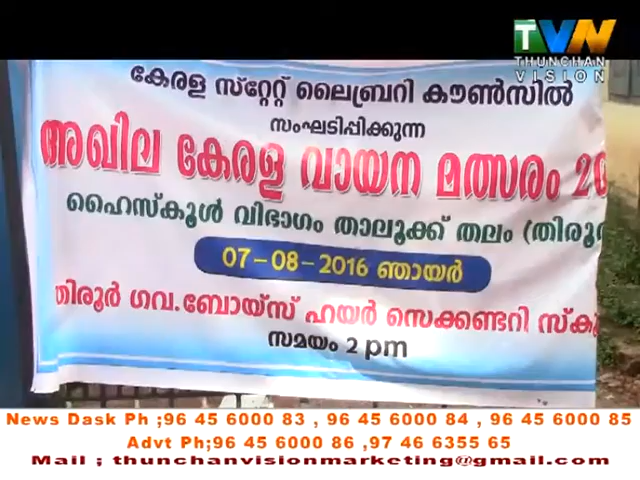 TVN
THUNCHAN
VISION
കേരള സ്റ്റേറ്റ് ലൈബ്രറി കൗൺസിൽ
സംഘടിപ്പിക്കുന്ന
അഖില കേരള വായന മത്സരം 20
ഹൈസ്കൂൾ വിഭാഗം താലൂക്ക് തലം (തിരൂ
07-08-2016 ഞായർ
തിരൂർ ഗവ.ബോയ്സ് ഹയർ സെക്കണ്ടറി സ്കൂ
സമയം 2 pm
News Dask Ph ;96 45 6000 83 , 96 45 6000 84 , 96 45 6000 85
Advt Ph;96 45 6000 86 ,97 46 6355 65
Mail ; thunchanvisionmarketing@gmail.com